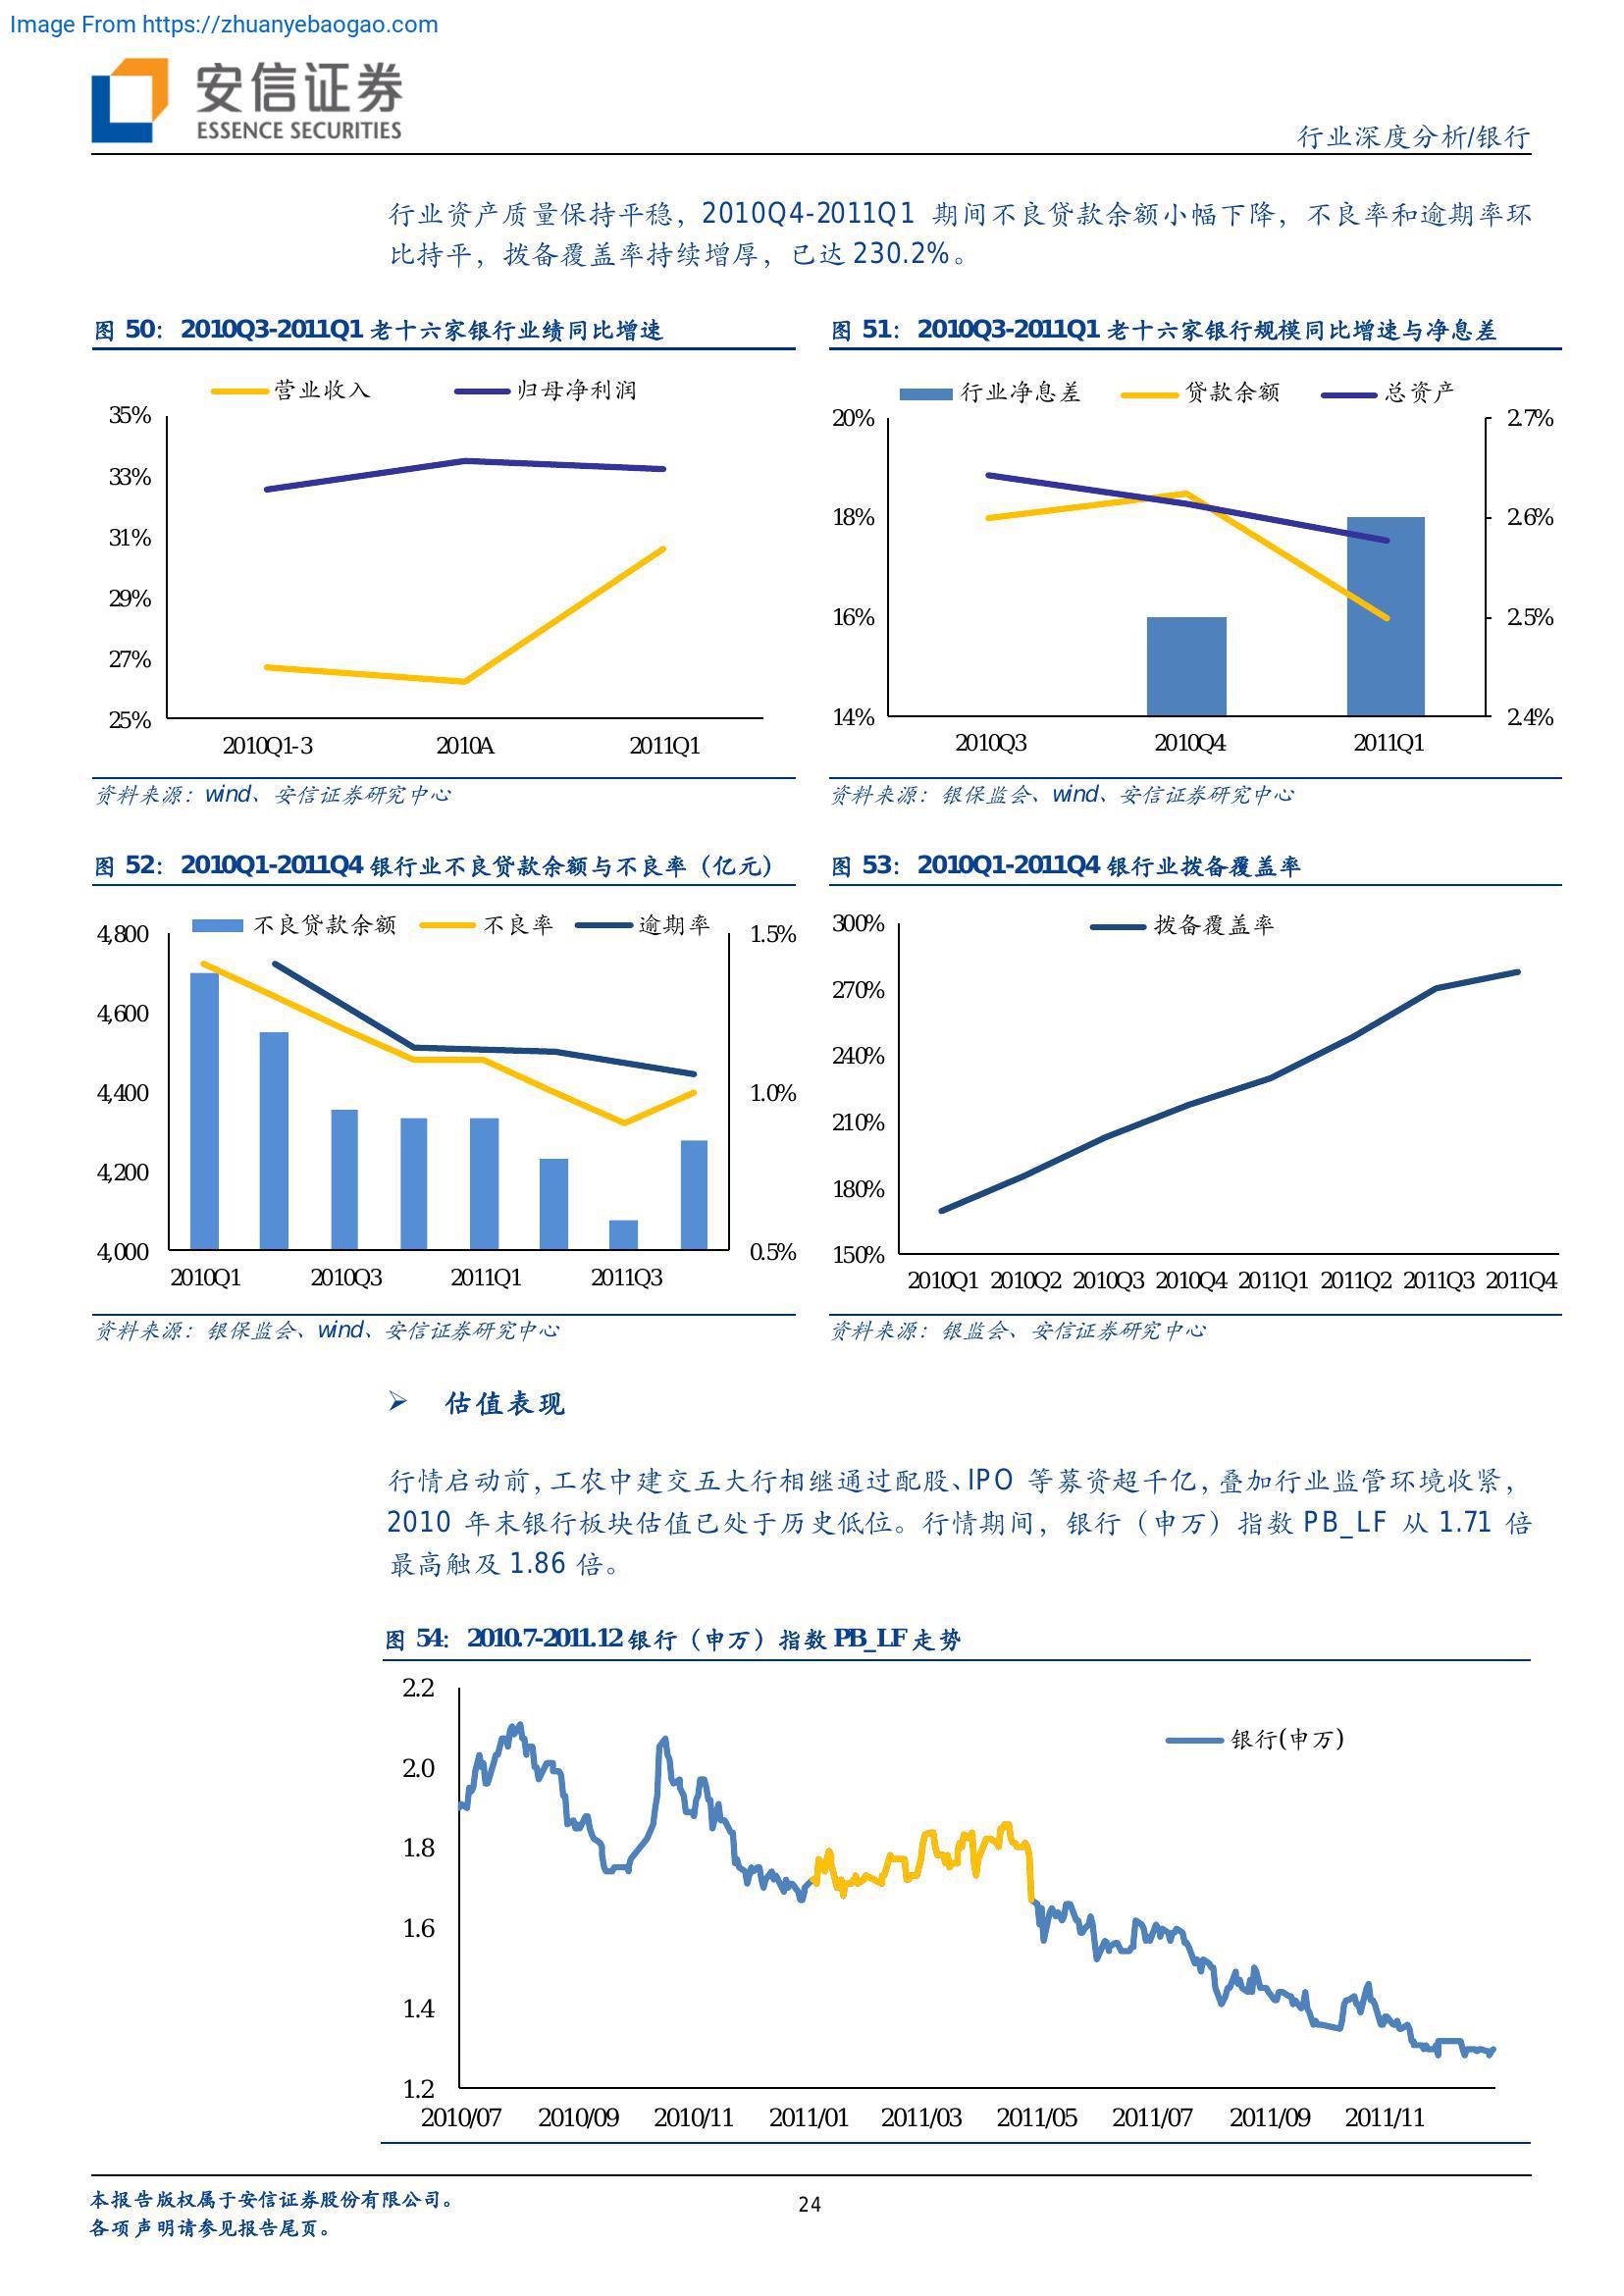 Image From https://zhuanyebaogao.com
安信证券
ESSENCE SECURITIES
行业深度分析/银行
行业资产质量保持平稳，2010Q4-2011Q1 期间不良贷款余额小幅下降，不良率和逾期率环
比持平，拨备覆盖率持续增厚，已达 230.2%。
图 50：2010Q3-2011Q1 老十六家银行业绩同比增速
营业收入 归母净利润
35%
33%
31%
29%
27%
25%
2010Q1-3 2010A 2011Q1
资料来源：wind、安信证券研究中心
图 51：2010Q3-2011Q1 老十六家银行规模同比增速与净息差
行业净息差 贷款余额 总资产
20% 2.7%
18% 2.6%
16% 2.5%
14% 2.4%
2010Q3 2010Q4 2011Q1
资料来源：银保监会、wind、安信证券研究中心
图 52：2010Q1-2011Q4 银行业不良贷款余额与不良率（亿元）
不良贷款余额 不良率 逾期率
4,800 1.5%
4,600
4,400 1.0%
4,200
4,000 0.5%
2010Q1 2010Q3 2011Q1 2011Q3
资料来源：银保监会、wind、安信证券研究中心
图 53：2010Q1-2011Q4 银行业拨备覆盖率
拨备覆盖率
300%
270%
240%
210%
180%
150%
2010Q1 2010Q2 2010Q3 2010Q4 2011Q1 2011Q2 2011Q3 2011Q4
资料来源：银监会、安信证券研究中心
➢ 估值表现
行情启动前，工农中建交五大行相继通过配股、IPO 等募资超千亿，叠加行业监管环境收紧，
2010 年末银行板块估值已处于历史低位。行情期间，银行（申万）指数 PB_LF 从 1.71 倍
最高触及 1.86 倍。
图 54：2010.7-2011.12 银行（申万）指数 PB_LF 走势
银行(申万)
2.2
2.0
1.8
1.6
1.4
1.2
2010/07 2010/09 2010/11 2011/01 2011/03 2011/05 2011/07 2011/09 2011/11
本报告版权属于安信证券股份有限公司。
各项声明请参见报告尾页。
24